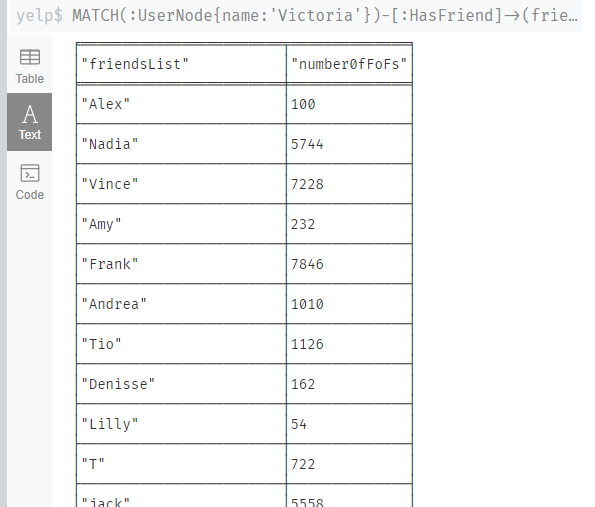 yelp$ MATCH(:UserNode{name:'Victoria'})-[:HasFriend]→(frie…
Table
Text
Code
"friendsList" "numberOfFoFs"
"Alex" 100
"Nadia" 5744
"Vince" 7228
"Amy" 232
"Frank" 7846
"Andrea" 1010
"Tio" 1126
"Denisse" 162
"Lilly" 54
"T" 722
"jack" 5558